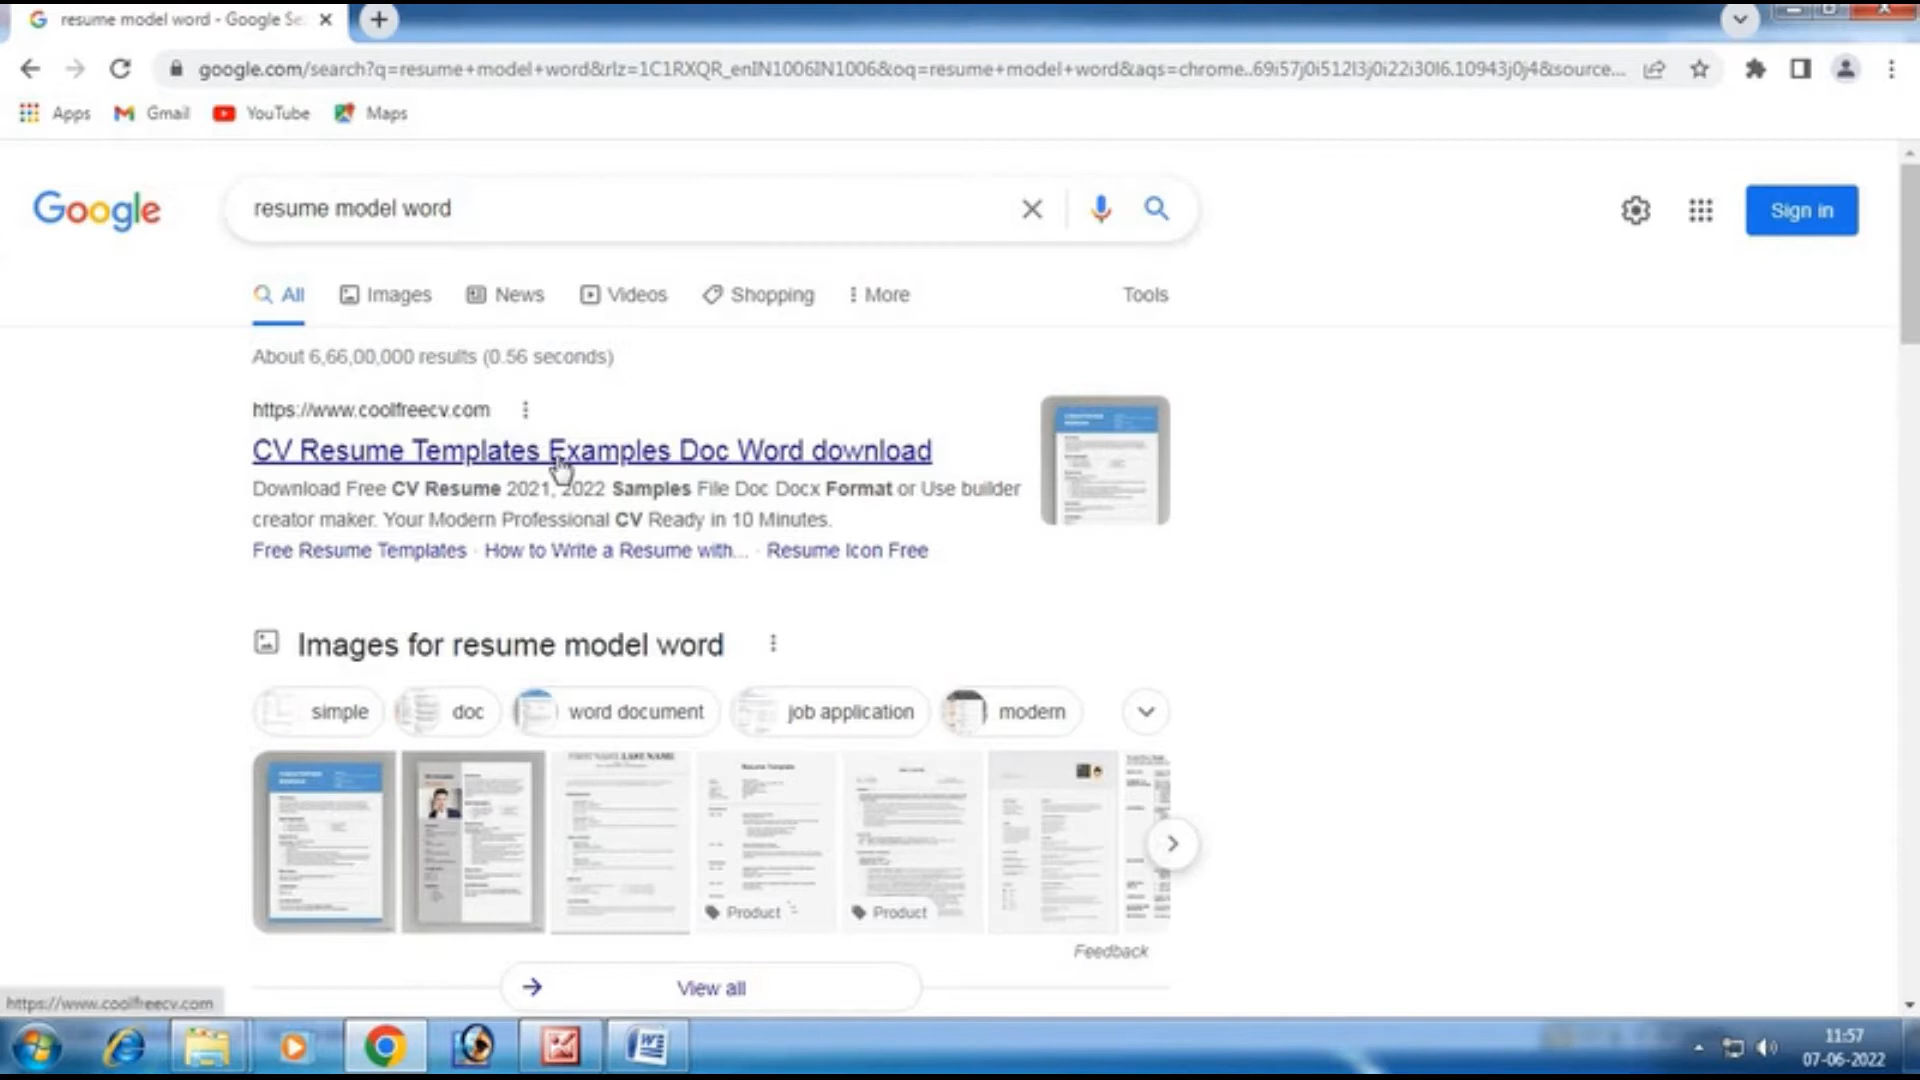 resume model word - Google Se
google.com/search?q=resume+model+word&rlz=1C1RXQR_enIN1006IN1006&oq=resume+model+word&aqs=chrome..69i57j0i512l3j0i22i30l6.10943j0j4&source...
Apps Gmail YouTube Maps
Google
resume model word
Sign in
All Images News Videos Shopping More Tools
About 6,66,00,000 results (0.56 seconds)
https://www.coolfreecv.com
CV Resume Templates Examples Doc Word download
Download Free CV Resume 2021, 2022 Samples File Doc Docx Format or Use builder
creator maker. Your Modern Professional CV Ready in 10 Minutes.
Free Resume Templates · How to Write a Resume with... · Resume Icon Free
Images for resume model word
simple doc word document job application modern
FIRST NAME LAST NAME
Resume Template
Product Product
Feedback
View all
https://www.coolfreecv.com
11:57
07-06-2022